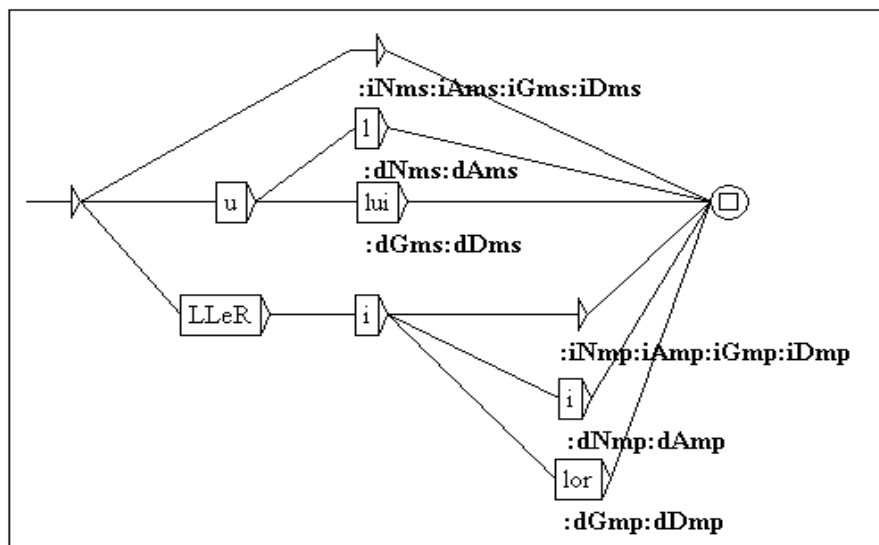 :iNms:iAms:iGms:iDms
l
:dNms:dAms
u
lui
:dGms:dDms
LLeR
i
:iNmp:iAmp:iGmp:iDmp
i
:dNmp:dAmp
lor
:dGmp:dDmp